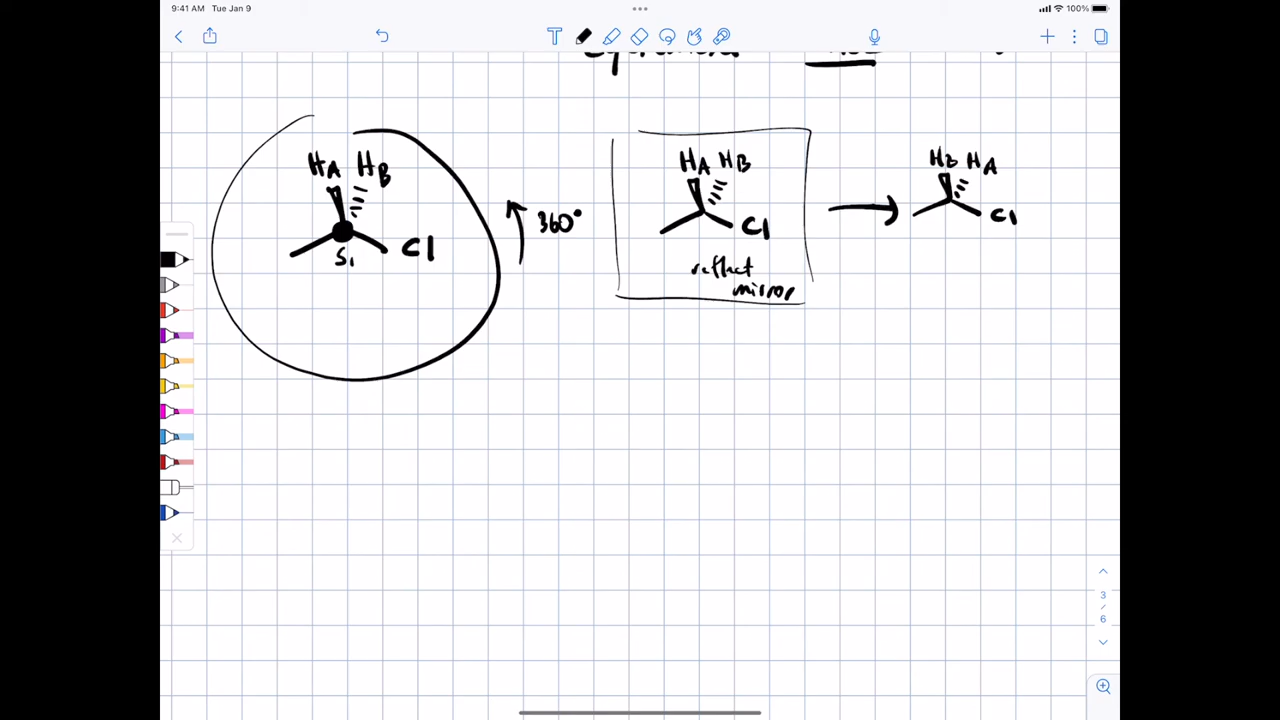 9:41 AM Tue Jan 9
100%
HA HB
Cl
S1
360°
HA HB
Cl
reflect
mirror
HB HA
Cl
3
/
6